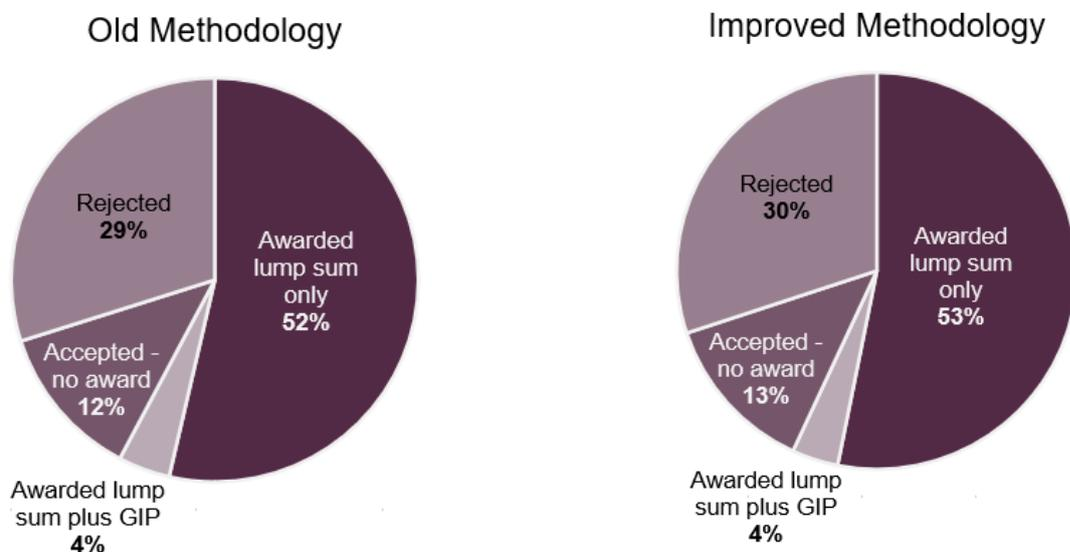 Old Methodology
Rejected
29%
Awarded
lump sum
only
52%
Accepted -
no award
12%
Awarded lump
sum plus GIP
4%
Improved Methodology
Rejected
30%
Awarded
lump sum
only
53%
Accepted -
no award
13%
Awarded lump
sum plus GIP
4%